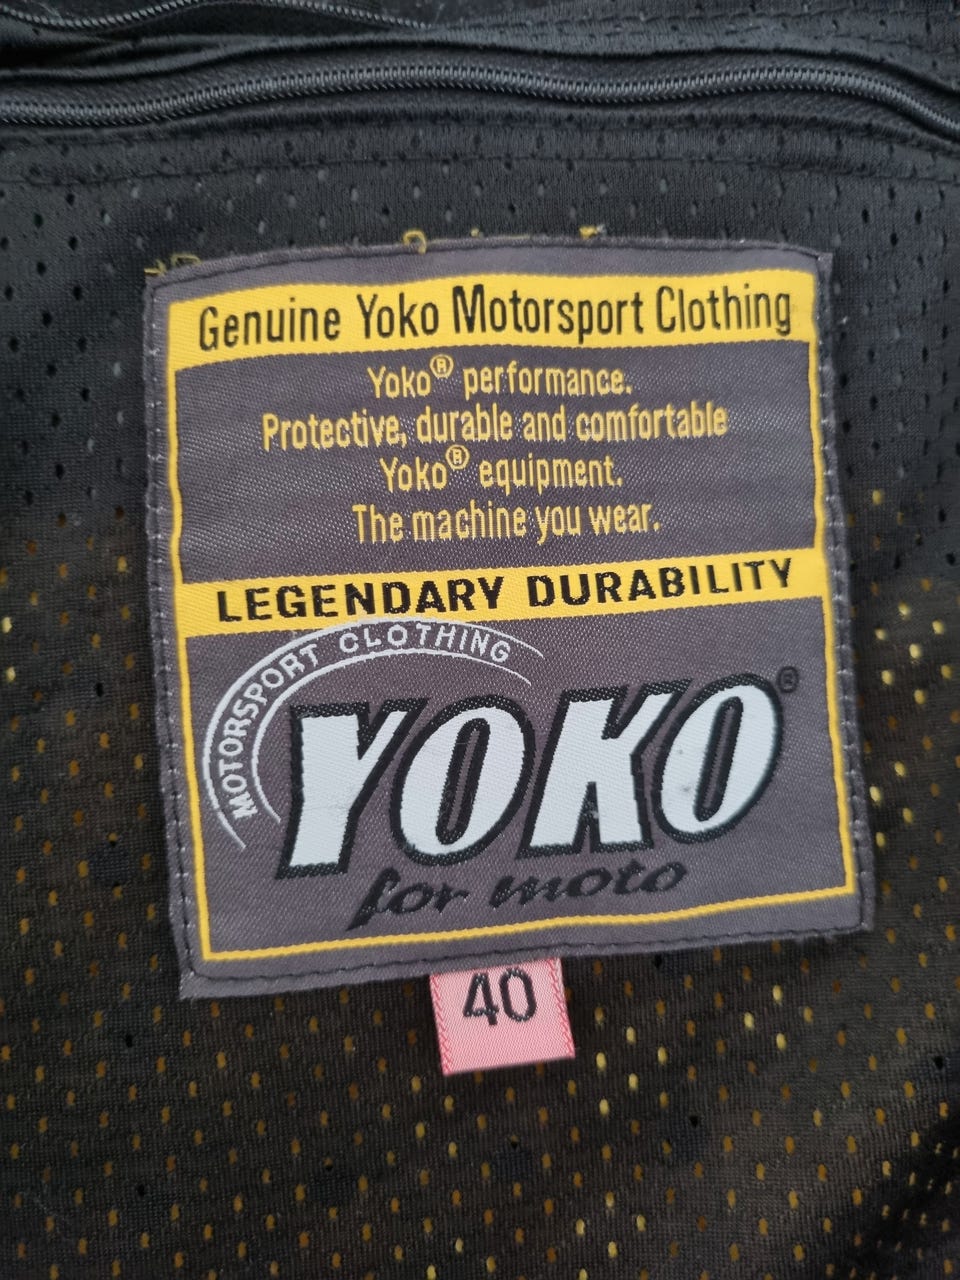 Genuine Yoko Motorsport Clothing
Yoko® performance.
Protective, durable and comfortable
Yoko® equipment.
The machine you wear.
LEGENDARY DURABILITY
MOTORSPORT CLOTHING
YOKO®
for moto
40